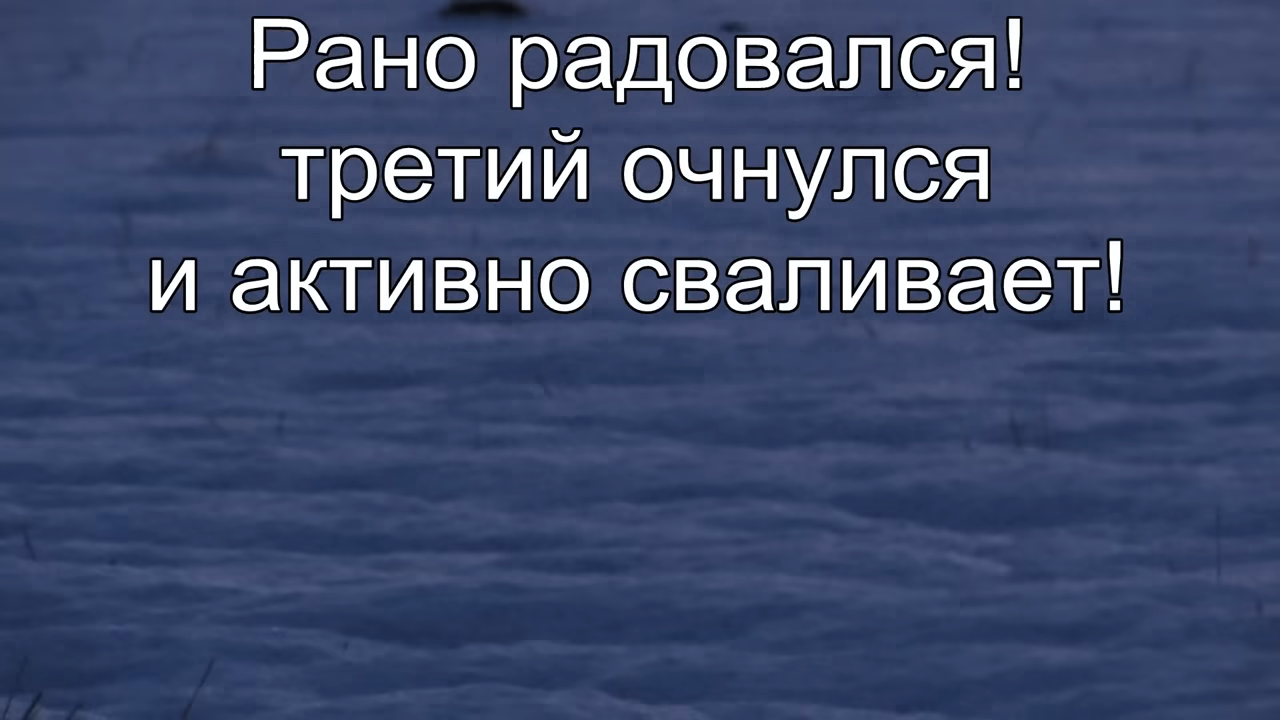 Рано радовался!
третий очнулся
и активно сваливает!